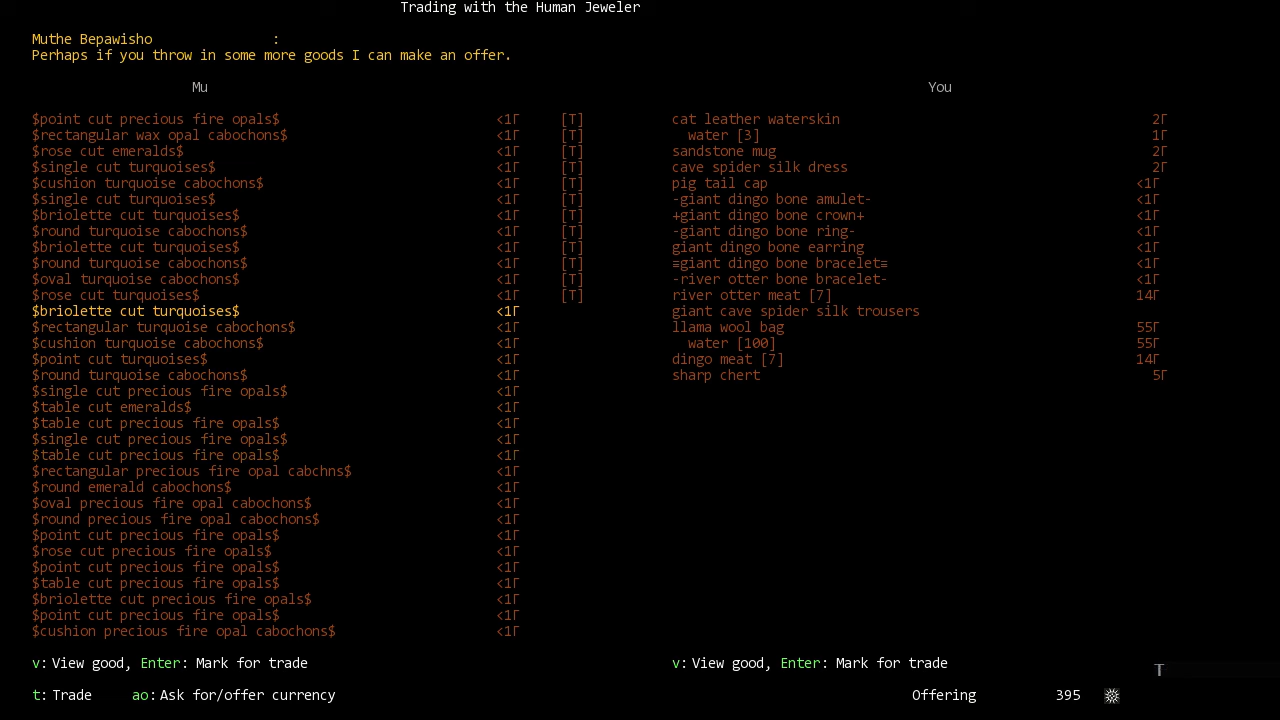 Trading with the Human Jeweler
Muthe Bepawisho :
Perhaps if you throw in some more goods I can make an offer.
Mu You
$point cut precious fire opals$ <1Γ [T] cat leather waterskin 2Γ
$rectangular wax opal cabochons$ <1Γ [T] water [3] 1Γ
$rose cut emeralds$ <1Γ [T] sandstone mug 2Γ
$single cut turquoises$ <1Γ [T] cave spider silk dress 2Γ
$cushion turquoise cabochons$ <1Γ [T] pig tail cap <1Γ
$single cut turquoises$ <1Γ [T] -giant dingo bone amulet- <1Γ
$briolette cut turquoises$ <1Γ [T] +giant dingo bone crown+ <1Γ
$round turquoise cabochons$ <1Γ [T] -giant dingo bone ring- <1Γ
$briolette cut turquoises$ <1Γ [T] giant dingo bone earring <1Γ
$round turquoise cabochons$ <1Γ [T] ≡giant dingo bone bracelet≡ <1Γ
$oval turquoise cabochons$ <1Γ [T] -river otter bone bracelet- <1Γ
$rose cut turquoises$ <1Γ [T] river otter meat [7] 14Γ
$briolette cut turquoises$ <1Γ giant cave spider silk trousers
$rectangular turquoise cabochons$ <1Γ llama wool bag 55Γ
$cushion turquoise cabochons$ <1Γ water [100] 55Γ
$point cut turquoises$ <1Γ dingo meat [7] 14Γ
$round turquoise cabochons$ <1Γ sharp chert 5Γ
$single cut precious fire opals$ <1Γ
$table cut emeralds$ <1Γ
$table cut precious fire opals$ <1Γ
$single cut precious fire opals$ <1Γ
$table cut precious fire opals$ <1Γ
$rectangular precious fire opal cabchns$ <1Γ
$round emerald cabochons$ <1Γ
$oval precious fire opal cabochons$ <1Γ
$round precious fire opal cabochons$ <1Γ
$point cut precious fire opals$ <1Γ
$rose cut precious fire opals$ <1Γ
$point cut precious fire opals$ <1Γ
$table cut precious fire opals$ <1Γ
$briolette cut precious fire opals$ <1Γ
$point cut precious fire opals$ <1Γ
$cushion precious fire opal cabochons$ <1Γ
v: View good, Enter: Mark for trade v: View good, Enter: Mark for trade
T
t: Trade ao: Ask for/offer currency Offering 395 ☼